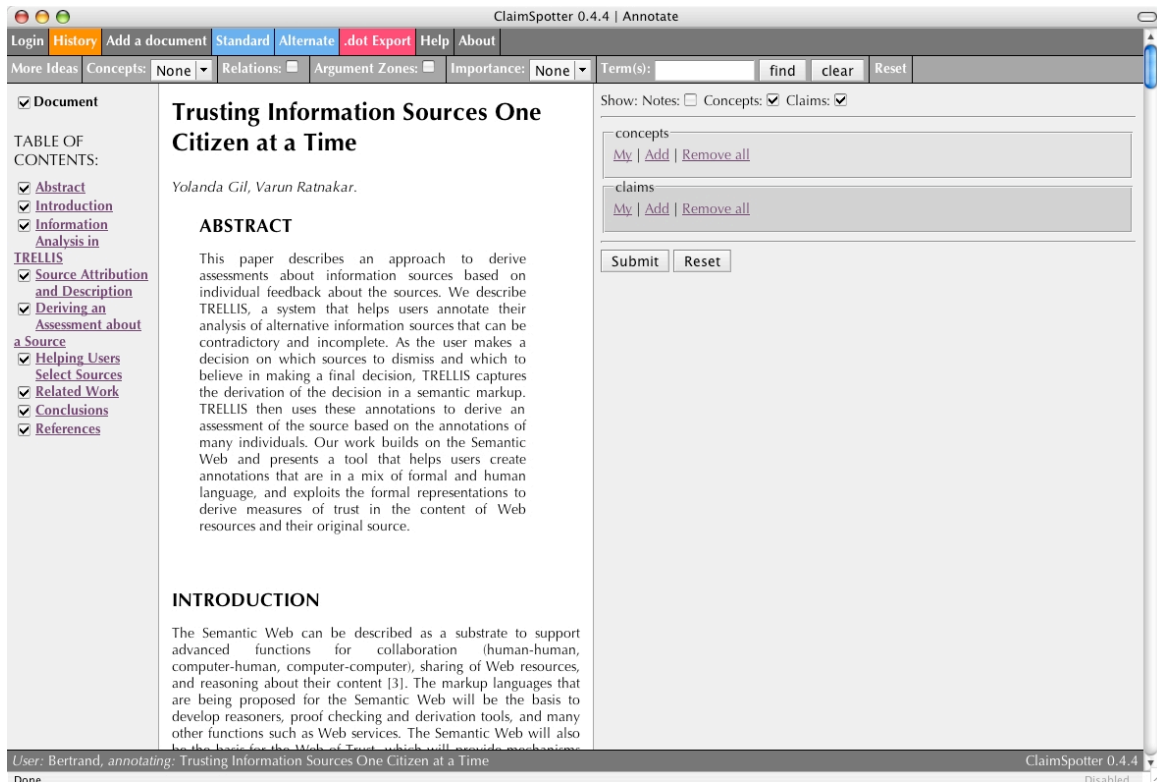 ClaimSpotter 0.4.4 | Annotate
Login History Add a document Standard Alternate .dot Export Help About
More Ideas Concepts: None Relations: Argument Zones: Importance: None Term(s): find clear Reset
Document
TABLE OF
CONTENTS:
Abstract
Introduction
Information
Analysis in
TRELLIS
Source Attribution
and Description
Deriving an
Assessment about
a Source
Helping Users
Select Sources
Related Work
Conclusions
References
Trusting Information Sources One
Citizen at a Time
Yolanda Gil, Varun Ratnakar.
ABSTRACT
This paper describes an approach to derive
assessments about information sources based on
individual feedback about the sources. We describe
TRELLIS, a system that helps users annotate their
analysis of alternative information sources that can be
contradictory and incomplete. As the user makes a
decision on which sources to dismiss and which to
believe in making a final decision, TRELLIS captures
the derivation of the decision in a semantic markup.
TRELLIS then uses these annotations to derive an
assessment of the source based on the annotations of
many individuals. Our work builds on the Semantic
Web and presents a tool that helps users create
annotations that are in a mix of formal and human
language, and exploits the formal representations to
derive measures of trust in the content of Web
resources and their original source.
INTRODUCTION
The Semantic Web can be described as a substrate to support
advanced functions for collaboration (human-human,
computer-human, computer-computer), sharing of Web resources,
and reasoning about their content [3]. The markup languages that
are being proposed for the Semantic Web will be the basis to
develop reasoners, proof checking and derivation tools, and many
other functions such as Web services. The Semantic Web will also
be the basis for the Web of Trust, which will provide mechanisms
Show: Notes: Concepts: Claims:
concepts
My | Add | Remove all
claims
My | Add | Remove all
Submit Reset
User: Bertrand, annotating: Trusting Information Sources One Citizen at a Time ClaimSpotter 0.4.4
Done Disabled